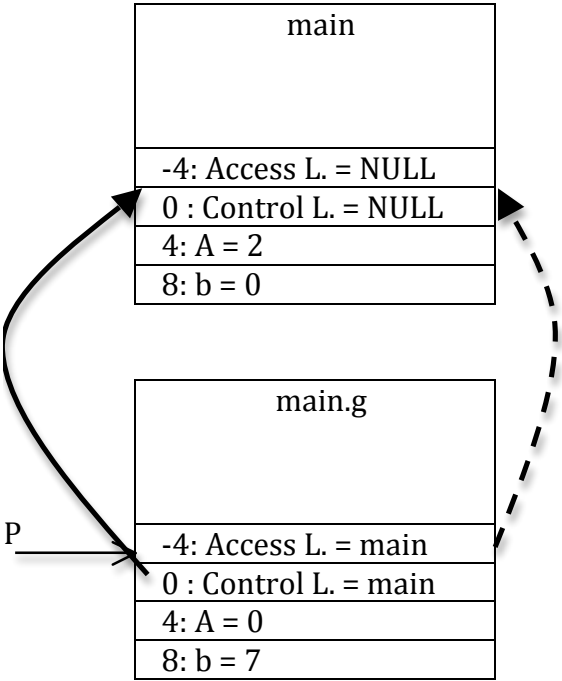 main
-4: Access L. = NULL
0 : Control L. = NULL
4: A = 2
8: b = 0
main.g
P
-4: Access L. = main
0 : Control L. = main
4: A = 0
8: b = 7